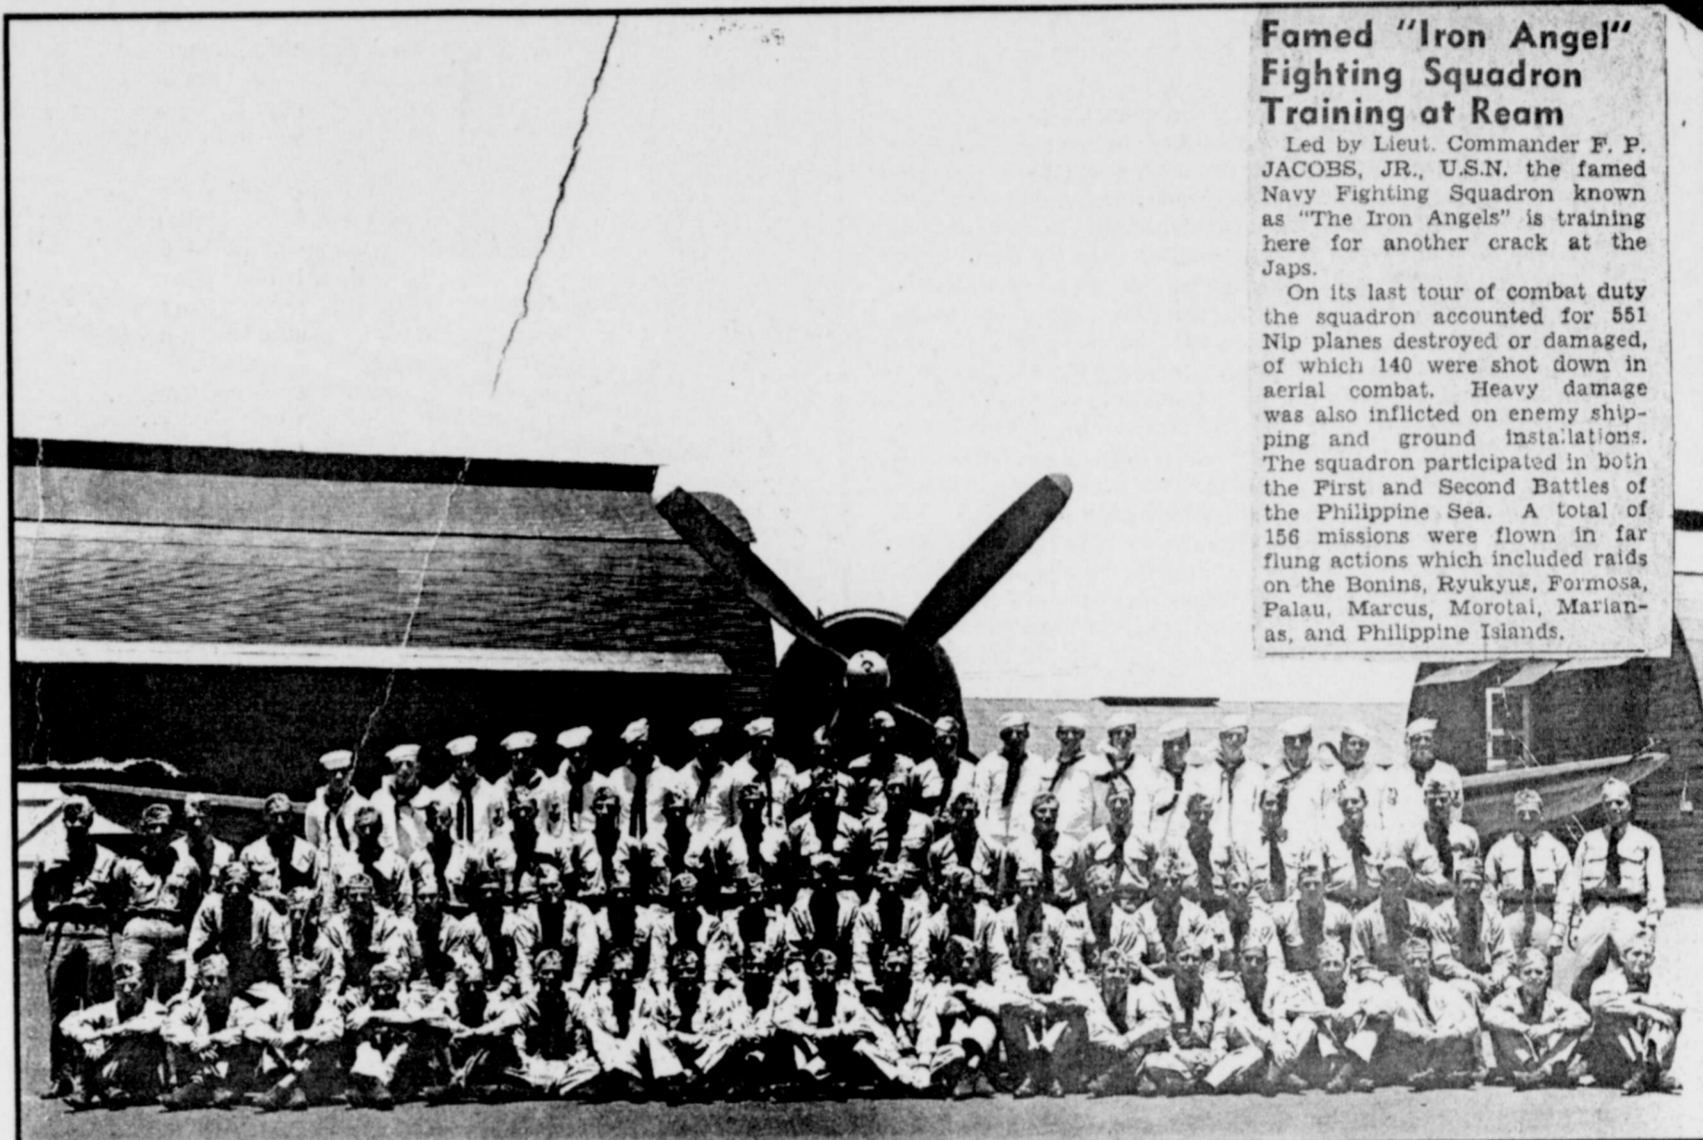 Famed "Iron Angel"
Fighting Squadron
Training at Ream
Led by Lieut. Commander F. P.
JACOBS, JR., U.S.N. the famed
Navy Fighting Squadron known
as "The Iron Angels" is training
here for another crack at the
Japs.
On its last tour of combat duty
the squadron accounted for 551
Nip planes destroyed or damaged,
of which 140 were shot down in
aerial combat. Heavy damage
was also inflicted on enemy ship-
ping and ground installations.
The squadron participated in both
the First and Second Battles of
the Philippine Sea. A total of
156 missions were flown in far
flung actions which included raids
on the Bonins, Ryukyus, Formosa,
Palau, Marcus, Morotai, Marian-
as, and Philippine Islands.